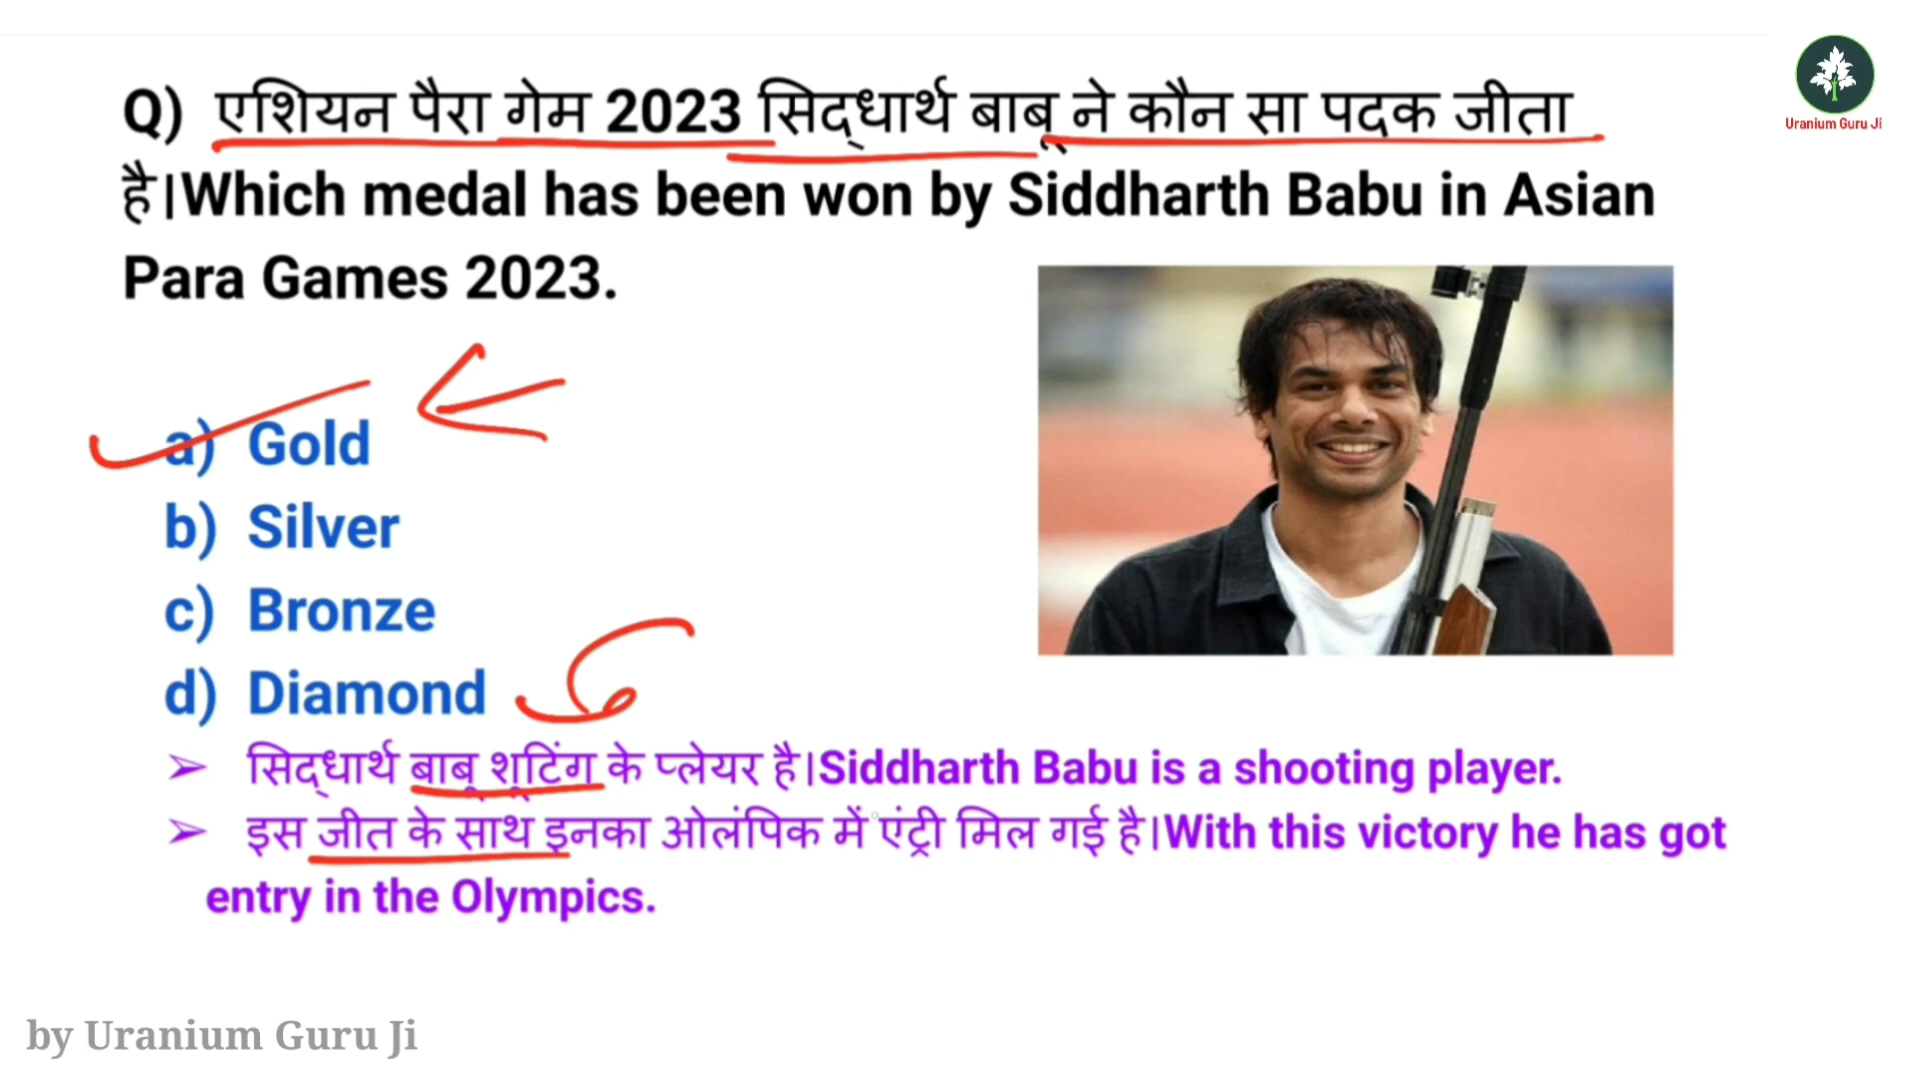 Q) एशियन पैरा गेम 2023 सिद्धार्थ बाबू ने कौन सा पदक जीता
है।Which medal has been won by Siddharth Babu in Asian
Para Games 2023.
Uranium Guru Ji
a) Gold
b) Silver
c) Bronze
d) Diamond
➢ सिद्धार्थ बाबू शूटिंग के प्लेयर है।Siddharth Babu is a shooting player.
➢ इस जीत के साथ इनका ओलंपिक में एंट्री मिल गई है।With this victory he has got
entry in the Olympics.
by Uranium Guru Ji